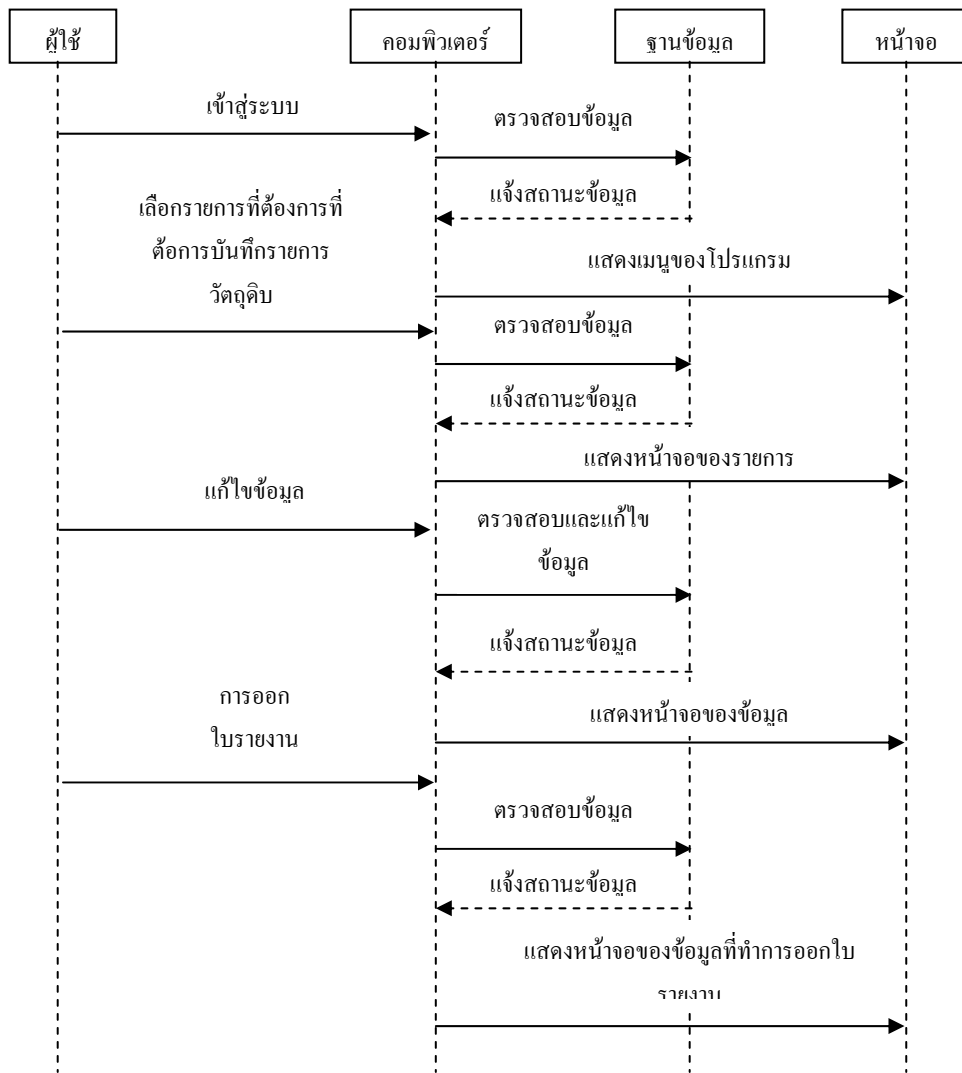 ผู้ใช้
คอมพิวเตอร์
ฐานข้อมูล
หน้าจอ
เข้าสู่ระบบ
ตรวจสอบข้อมูล
แจ้งสถานะข้อมูล
เลือกรายการที่ต้องการที่
ต้อการบันทึกรายการ
วัตถุดิบ
แสดงเมนูของโปรแกรม
ตรวจสอบข้อมูล
แจ้งสถานะข้อมูล
แสดงหน้าจอของรายการ
แก้ไขข้อมูล
ตรวจสอบและแก้ไข
ข้อมูล
แจ้งสถานะข้อมูล
การออก
ใบรายงาน
แสดงหน้าจอของข้อมูล
ตรวจสอบข้อมูล
แจ้งสถานะข้อมูล
แสดงหน้าจอของข้อมูลที่ทำการออกใบ
รายงาน